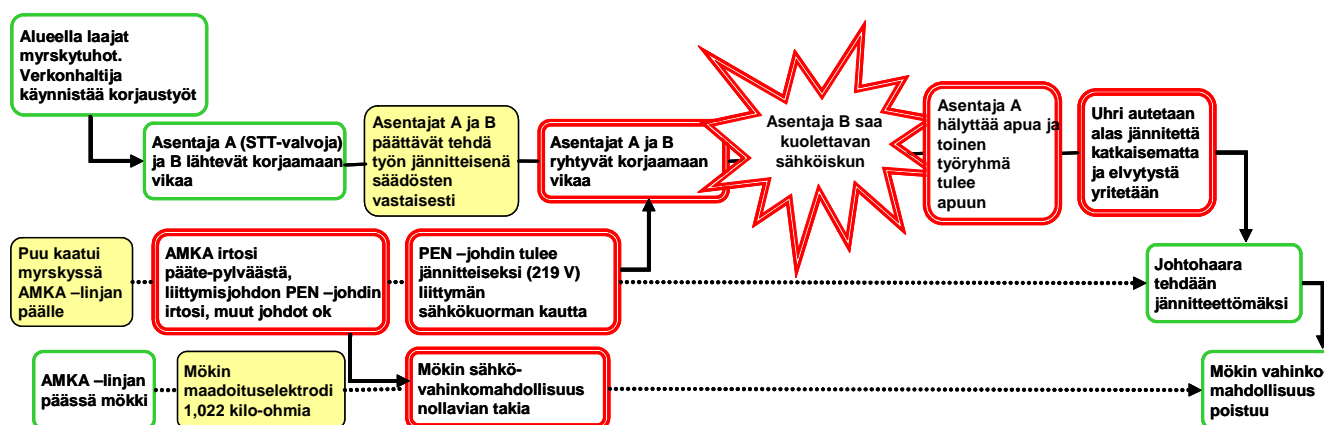 Alueella laajat
myrskytuhot.
Verkonhaltija
käynnistää korjaustyöt
Asentaja A (STT-valvoja)
ja B lähtevät korjaamaan
vikaa
Asentajat A ja B
päättävät tehdä
työn jännitteisenä
säädösten
vastaisesti
Asentajat A ja B
ryhtyvät korjaamaan
vikaa
Asentaja B saa
kuolettavan
sähköiskun
Asentaja A
hälyttää apua ja
toinen
työryhmä
tulee
apuun
Uhri autetaan
alas jännitettä
katkaisematta
ja elvytystä
yritetään
Puu kaatui
myrskyssä
AMKA –linjan
päälle
AMKA irtosi
pääte-pylväästä,
liittymisjohdon PEN –johdin
irtosi, muut johdot ok
PEN –johdin tulee
jännitteiseksi (219 V)
liittymän
sähkökuorman kautta
Johtohaara
tehdään
jännitteettömäksi
AMKA –linjan
päässä mökki
Mökin
maadoituselektrodi
1,022 kilo-ohmia
Mökin sähkö-
vahinkomahdollisuus
nollavian takia
Mökin vahinko-
mahdollisuus
poistuu